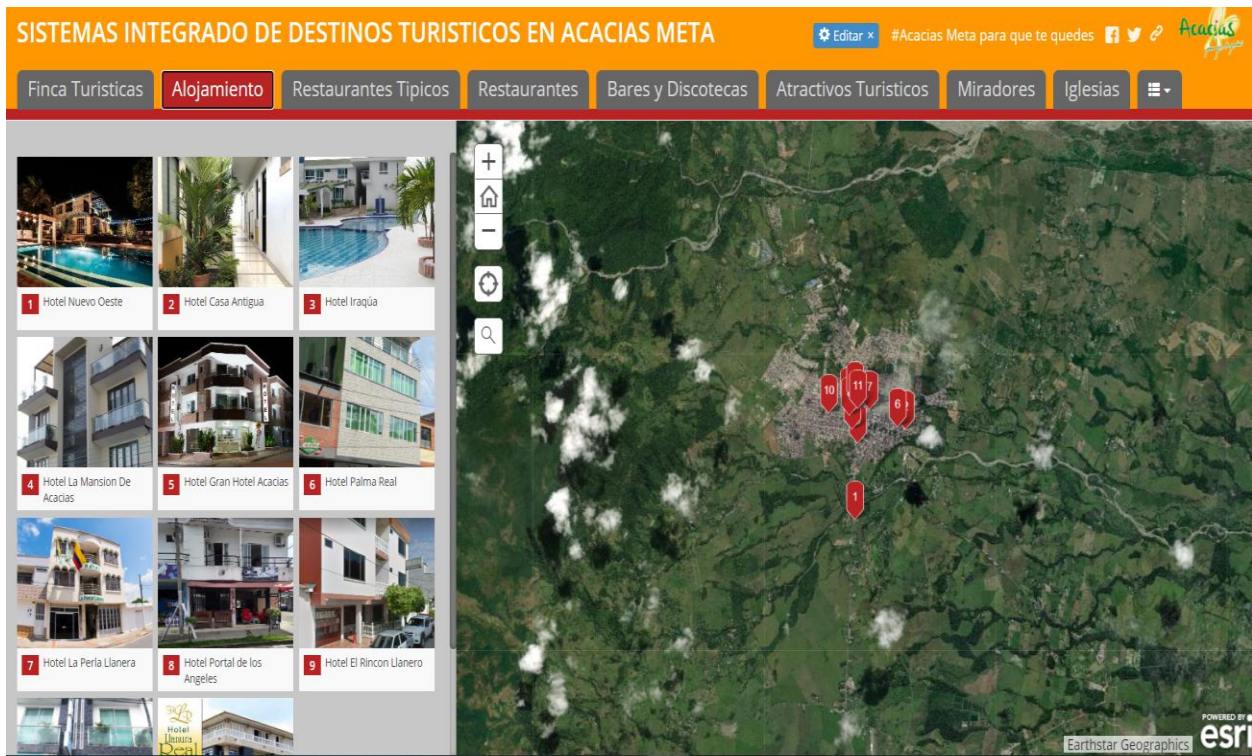 SISTEMAS INTEGRADO DE DESTINOS TURISTICOS EN ACACIAS META
Editar ×
#Acacias Meta para que te quedes
Acacias
Finca Turisticas
Alojamiento
Restaurantes Tipicos
Restaurantes
Bares y Discotecas
Atractivos Turisticos
Miradores
Iglesias
1 Hotel Nuevo Oeste
2 Hotel Casa Antigua
3 Hotel Iraqúa
4 Hotel La Mansion De
Acacias
5 Hotel Gran Hotel Acacias
6 Hotel Palma Real
7 Hotel La Perla Llanera
8 Hotel Portal de los
Angeles
9 Hotel El Rincon Llanero
Hotel
Llanura
Real
10
11
7
6
1
Earthstar Geographics
POWERED BY
esri